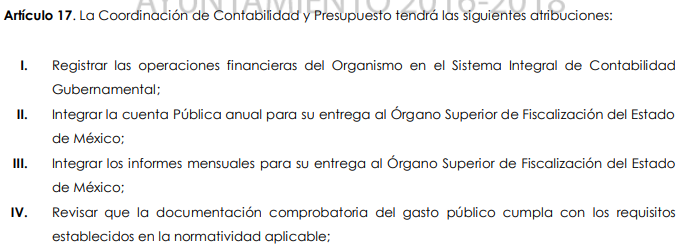 AYUNTAMIENTO 2016-2018
Artículo 17. La Coordinación de Contabilidad y Presupuesto tendrá las siguientes atribuciones:
I. Registrar las operaciones financieras del Organismo en el Sistema Integral de Contabilidad
Gubernamental;
II. Integrar la cuenta Pública anual para su entrega al Órgano Superior de Fiscalización del Estado
de México;
III. Integrar los informes mensuales para su entrega al Órgano Superior de Fiscalización del Estado
de México;
IV. Revisar que la documentación comprobatoria del gasto público cumpla con los requisitos
establecidos en la normatividad aplicable;